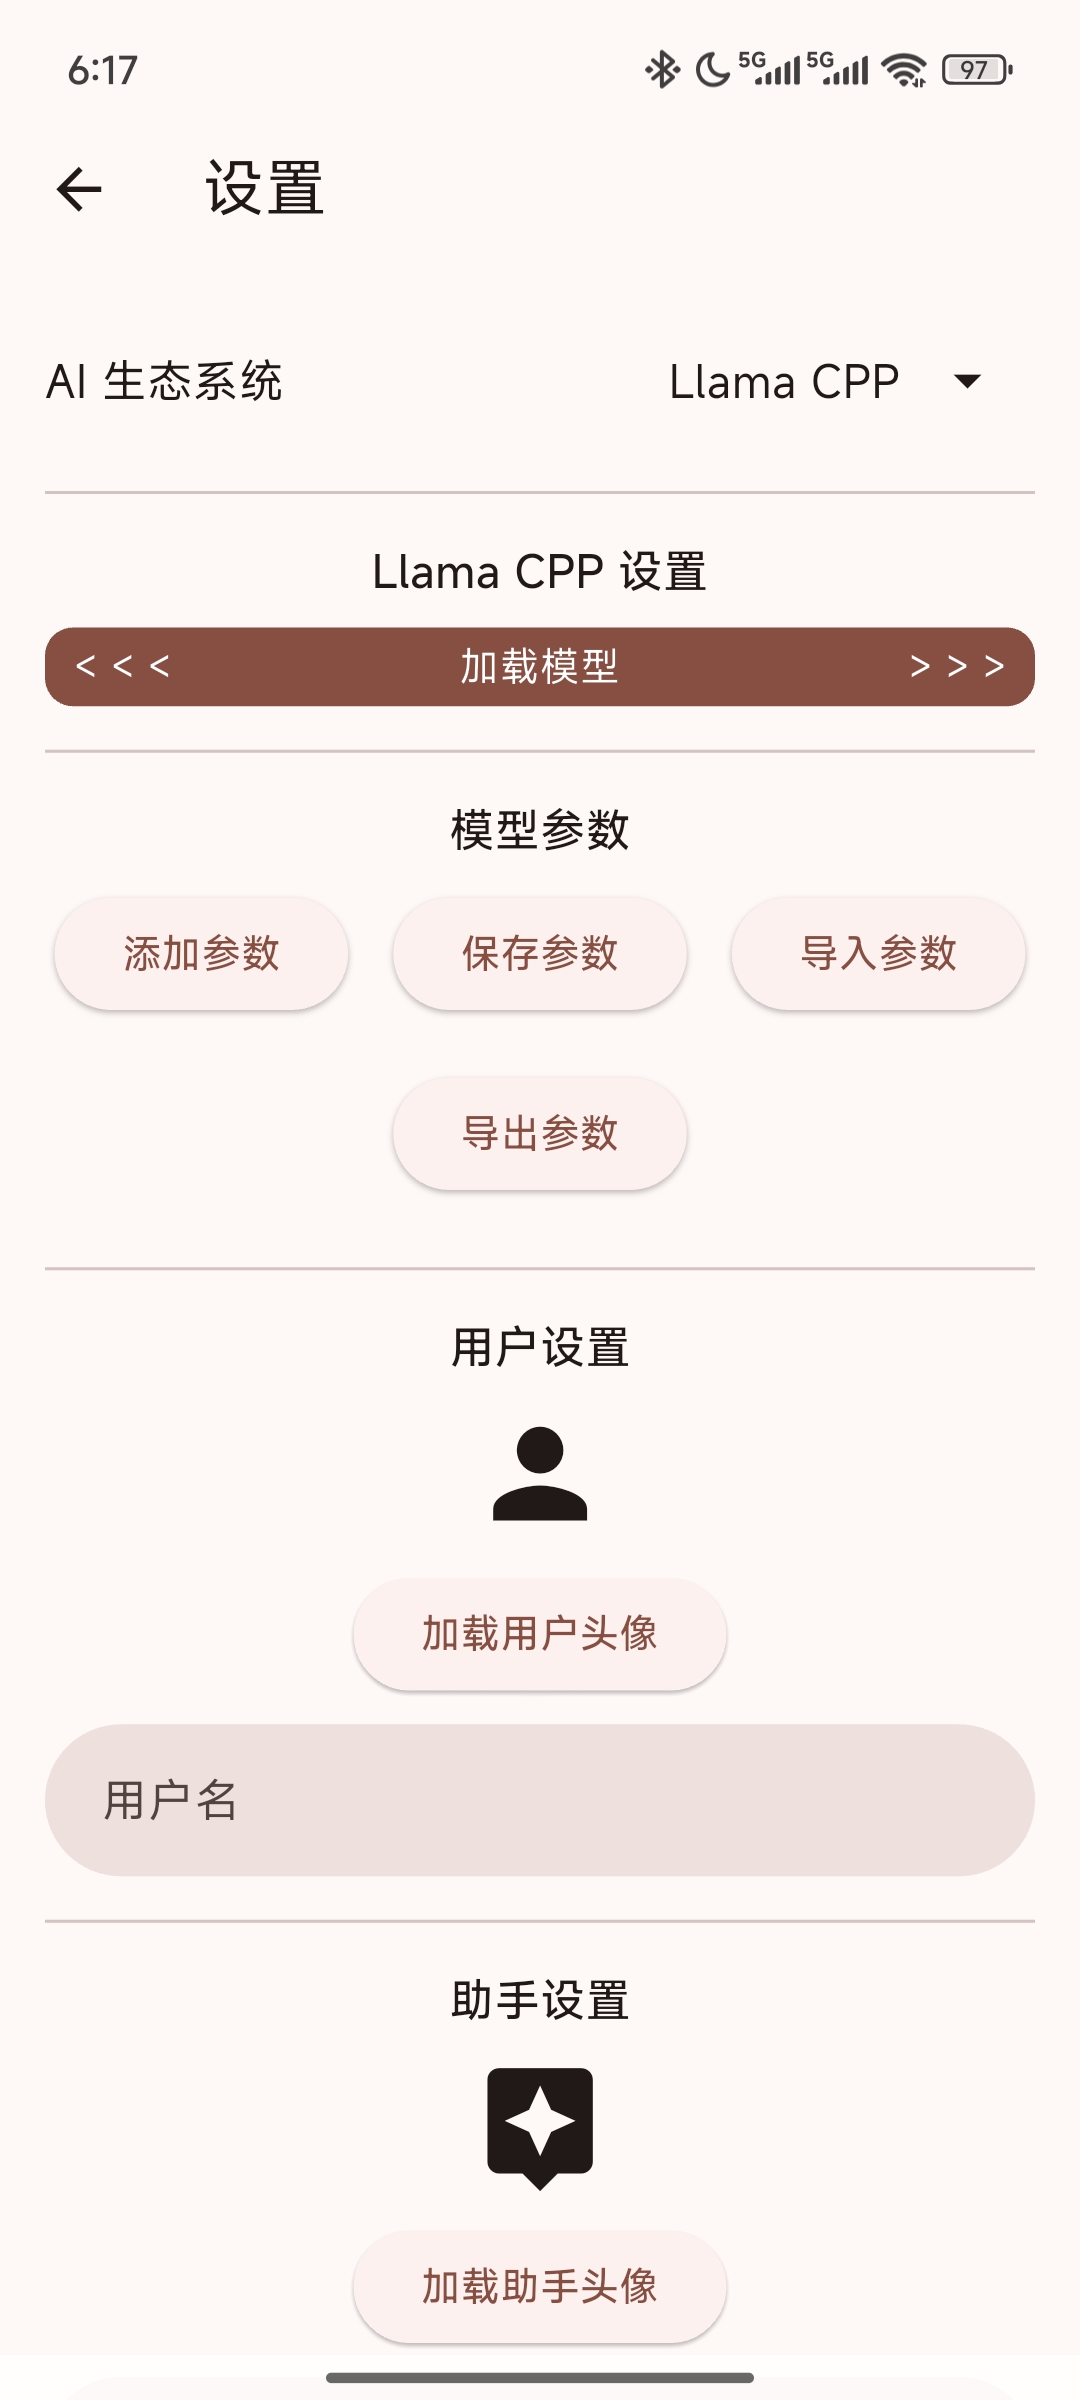 6:17
5G 5G 97
设置
AI 生态系统
Llama CPP
Llama CPP 设置
< < < 加载模型 > > >
模型参数
添加参数 保存参数 导入参数
导出参数
用户设置
加载用户头像
用户名
助手设置
加载助手头像